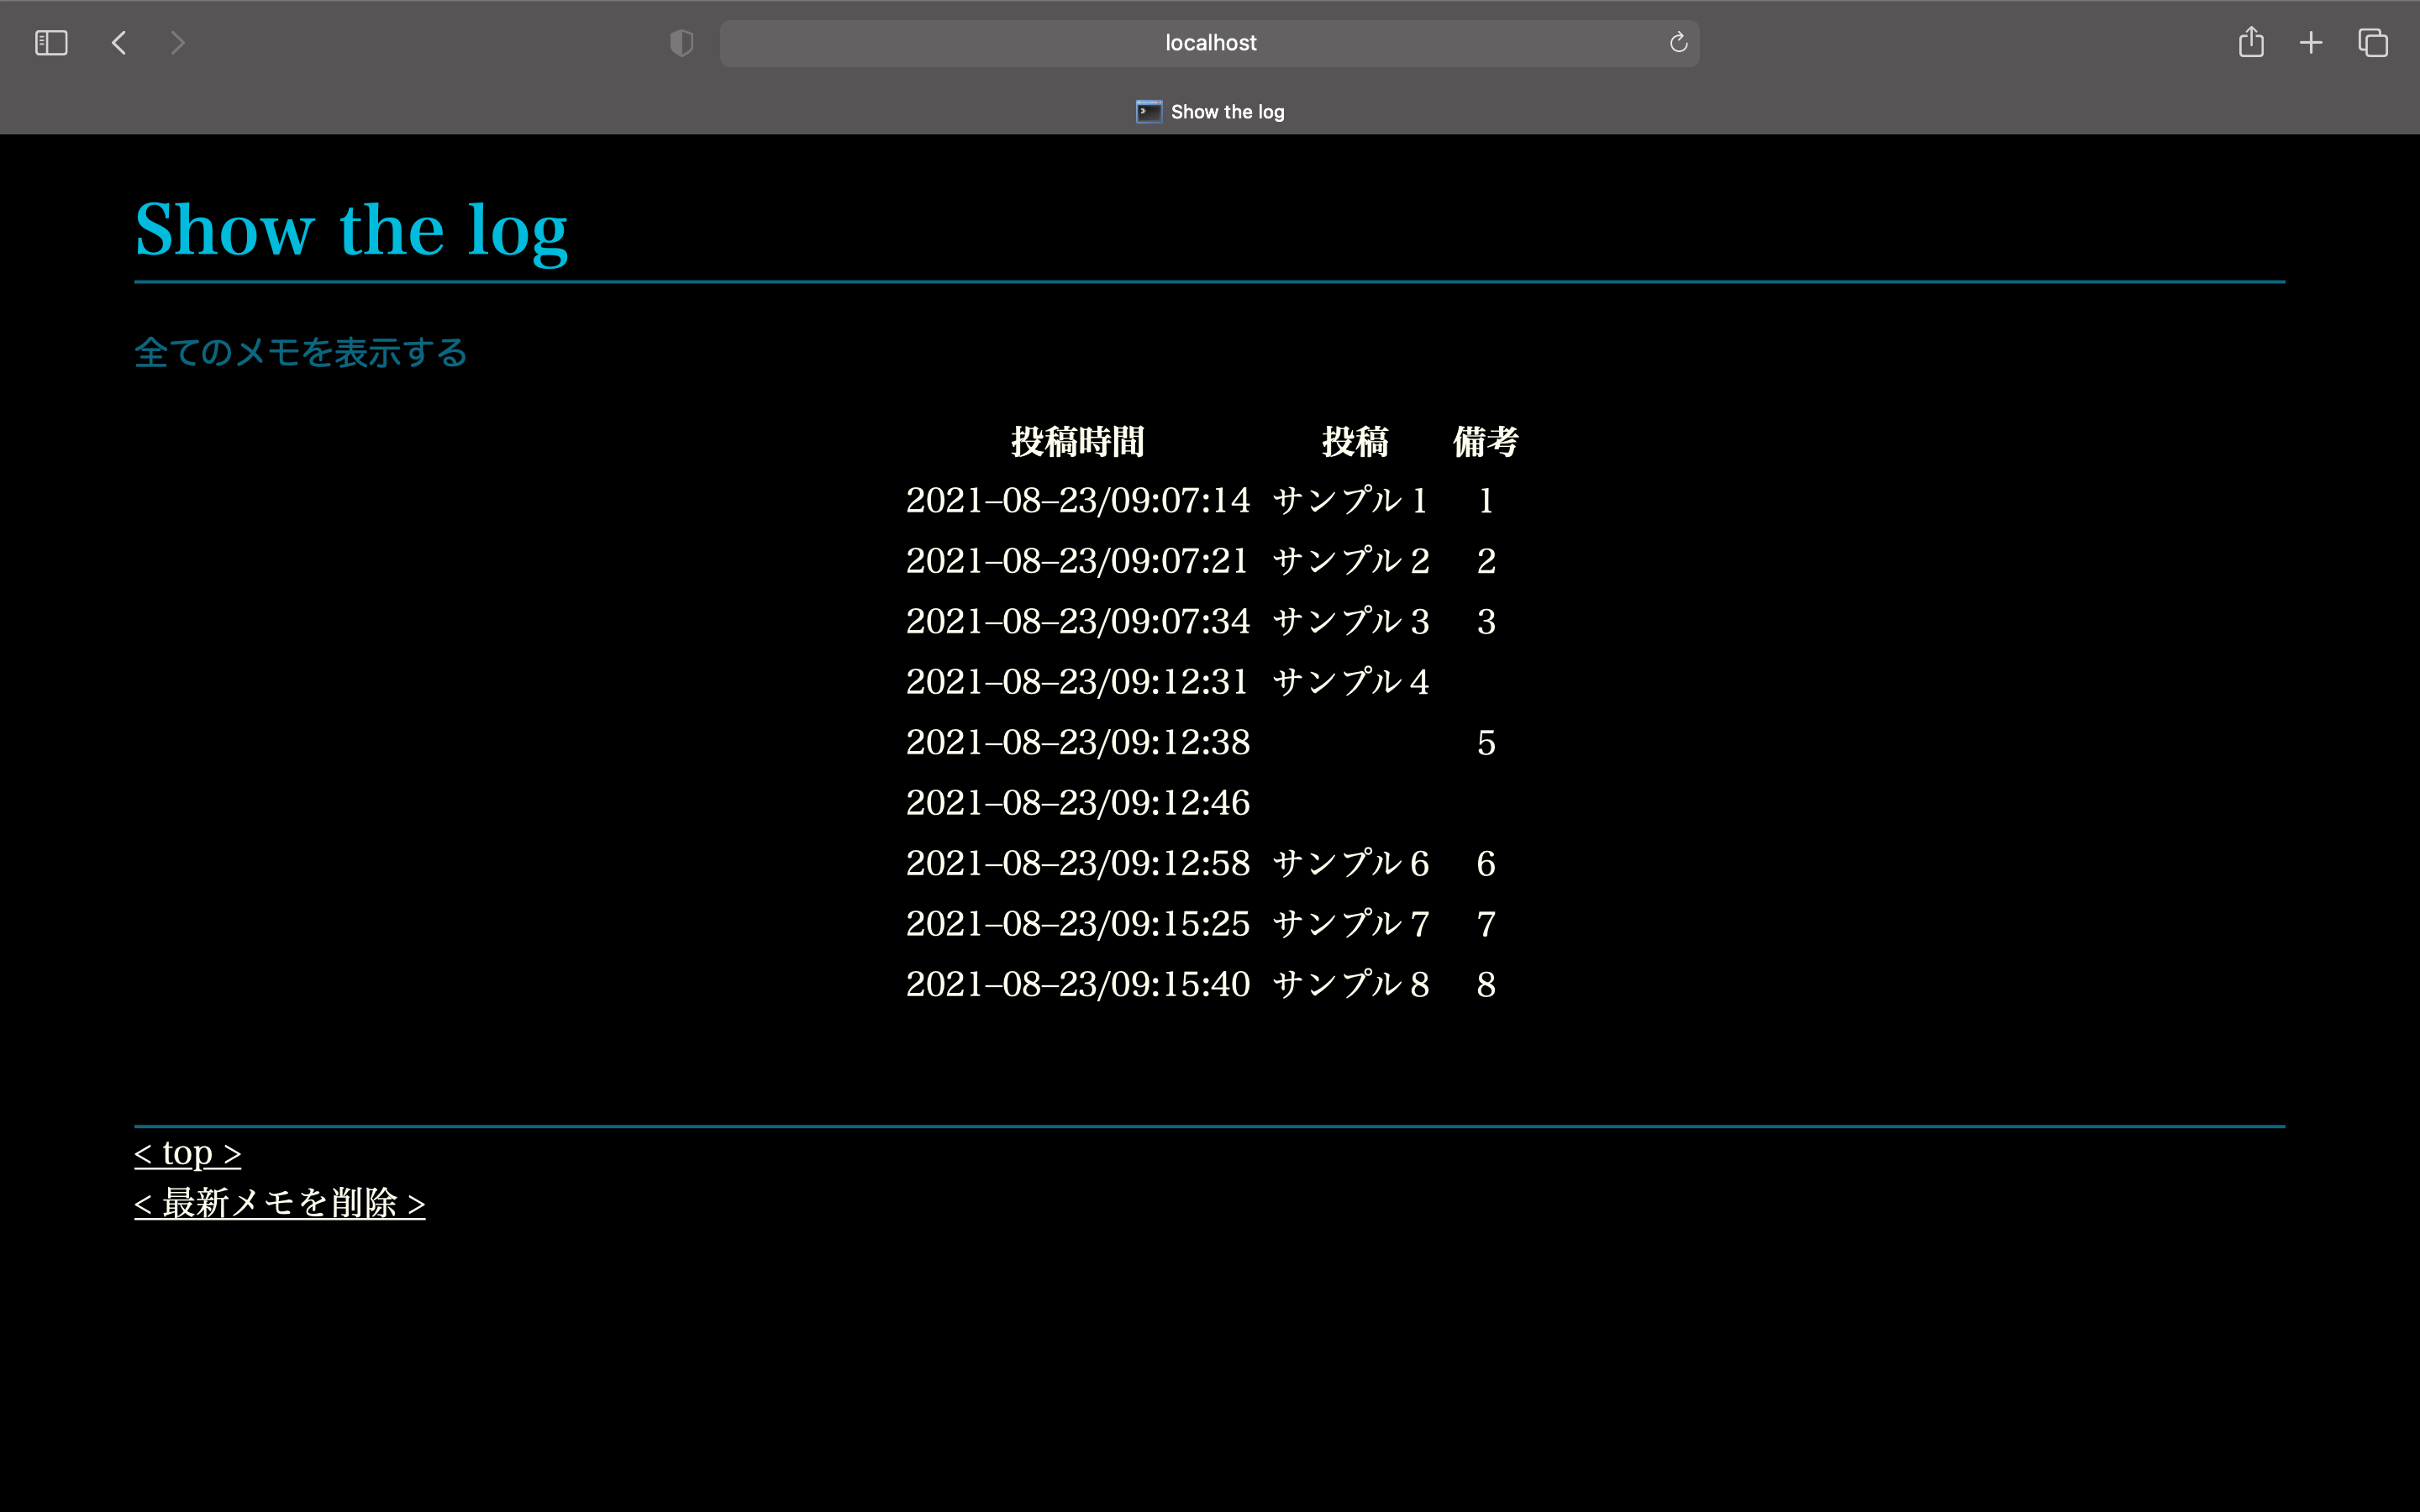 localhost
Show the log
Show the log
全てのメモを表示する
投稿時間 投稿 備考
2021–08–23/09:07:14 サンプル1 1
2021–08–23/09:07:21 サンプル2 2
2021–08–23/09:07:34 サンプル3 3
2021–08–23/09:12:31 サンプル4
2021–08–23/09:12:38 5
2021–08–23/09:12:46
2021–08–23/09:12:58 サンプル6 6
2021–08–23/09:15:25 サンプル7 7
2021–08–23/09:15:40 サンプル8 8
< top >
< 最新メモを削除 >